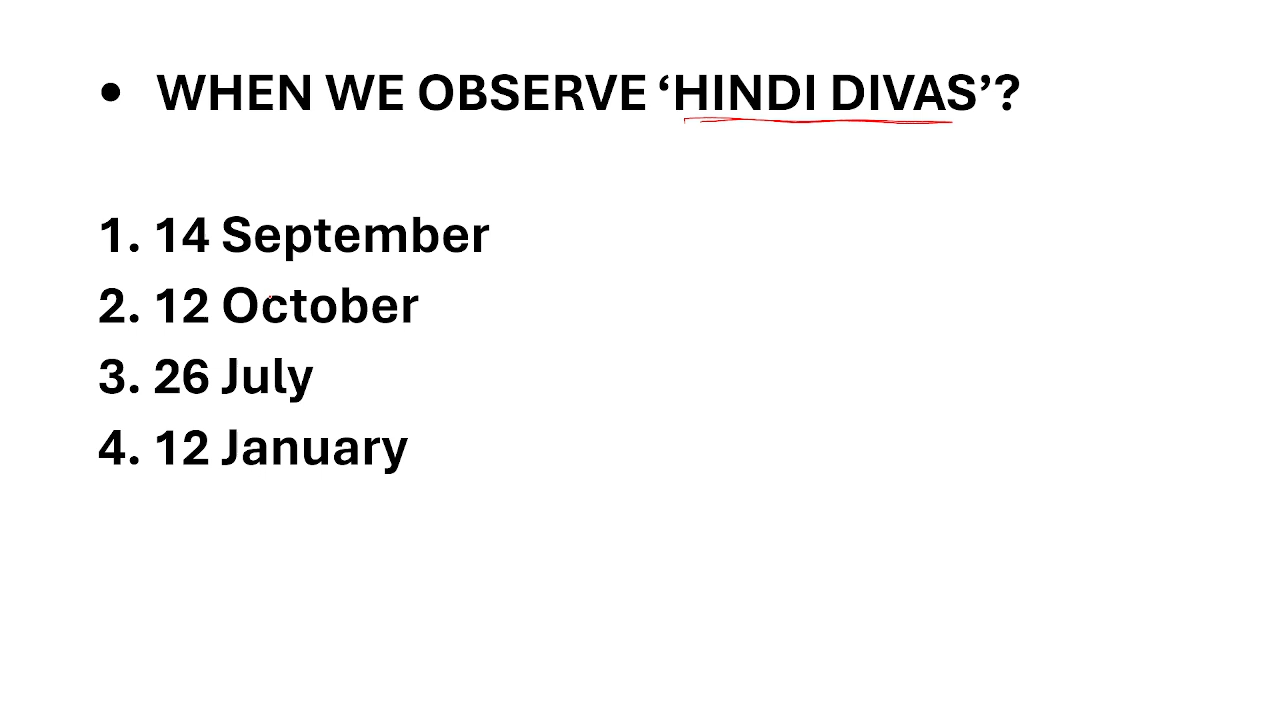 • WHEN WE OBSERVE ‘HINDI DIVAS’?
1. 14 September
2. 12 October
3. 26 July
4. 12 January